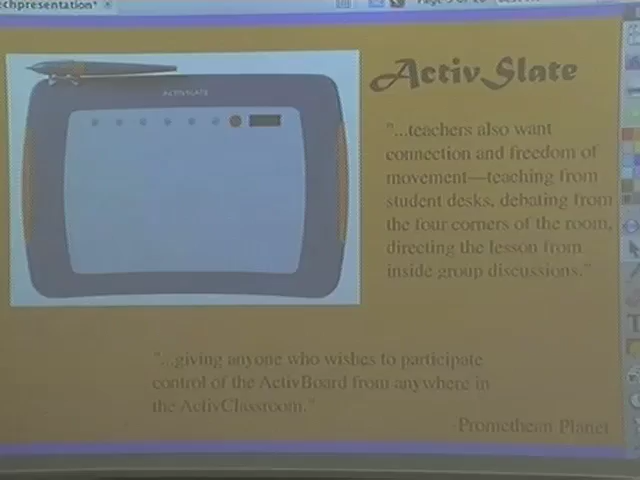 techpresentation*
ActivSlate
ACTIVSLATE
"...teachers also want
connection and freedom of
movement—teaching from
student desks, debating from
the four corners of the room,
directing the lesson from
inside group discussions."
"...giving anyone who wishes to participate
control of the ActivBoard from anywhere in
the ActivClassroom."
-Promethean Planet